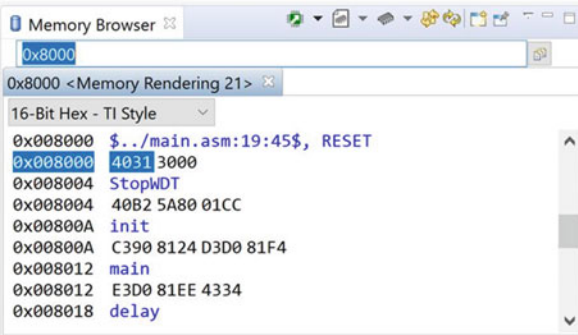 Memory Browser
0x8000
0x8000 <Memory Rendering 21>
16-Bit Hex - TI Style
0x008000 $../main.asm:19:45$, RESET
0x008000 4031 3000
0x008004 StopWDT
0x008004 40B2 5A80 01CC
0x00800A init
0x00800A C390 8124 D3D0 81F4
0x008012 main
0x008012 E3D0 81EE 4334
0x008018 delay